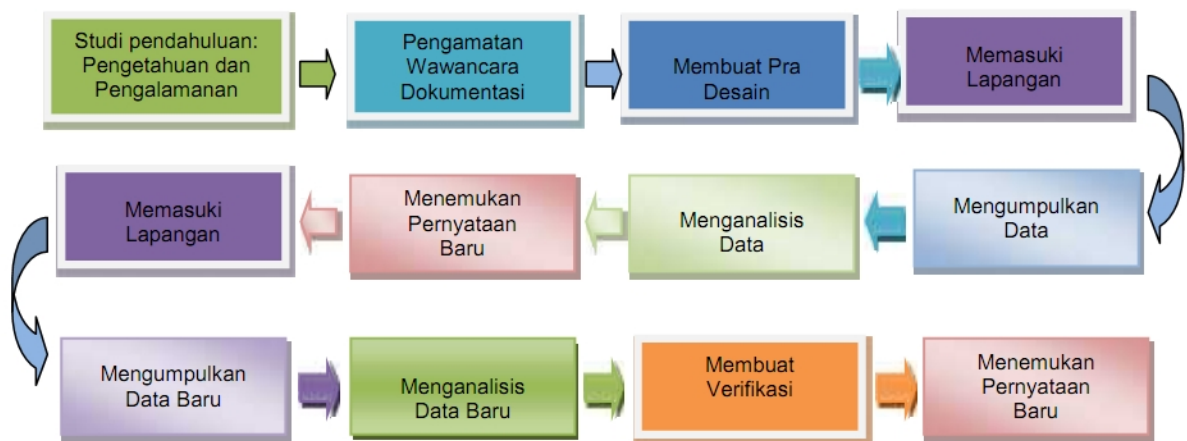 Studi pendahuluan:
Pengetahuan dan
Pengalamanan
Pengamatan
Wawancara
Dokumentasi
Membuat Pra
Desain
Memasuki
Lapangan
Mengumpulkan
Data
Menganalisis
Data
Menemukan
Pernyataan
Baru
Memasuki
Lapangan
Mengumpulkan
Data Baru
Menganalisis
Data Baru
Membuat
Verifikasi
Menemukan
Pernyataan
Baru